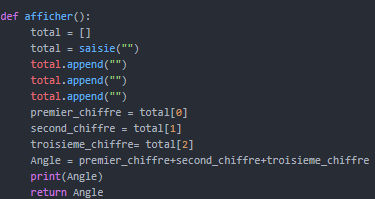 def afficher():
    total = []
    total = saisie("")
    total.append("")
    total.append("")
    total.append("")
    premier_chiffre = total[0]
    second_chiffre = total[1]
    troisieme_chiffre= total[2]
    Angle = premier_chiffre+second_chiffre+troisieme_chiffre
    print(Angle)
    return Angle